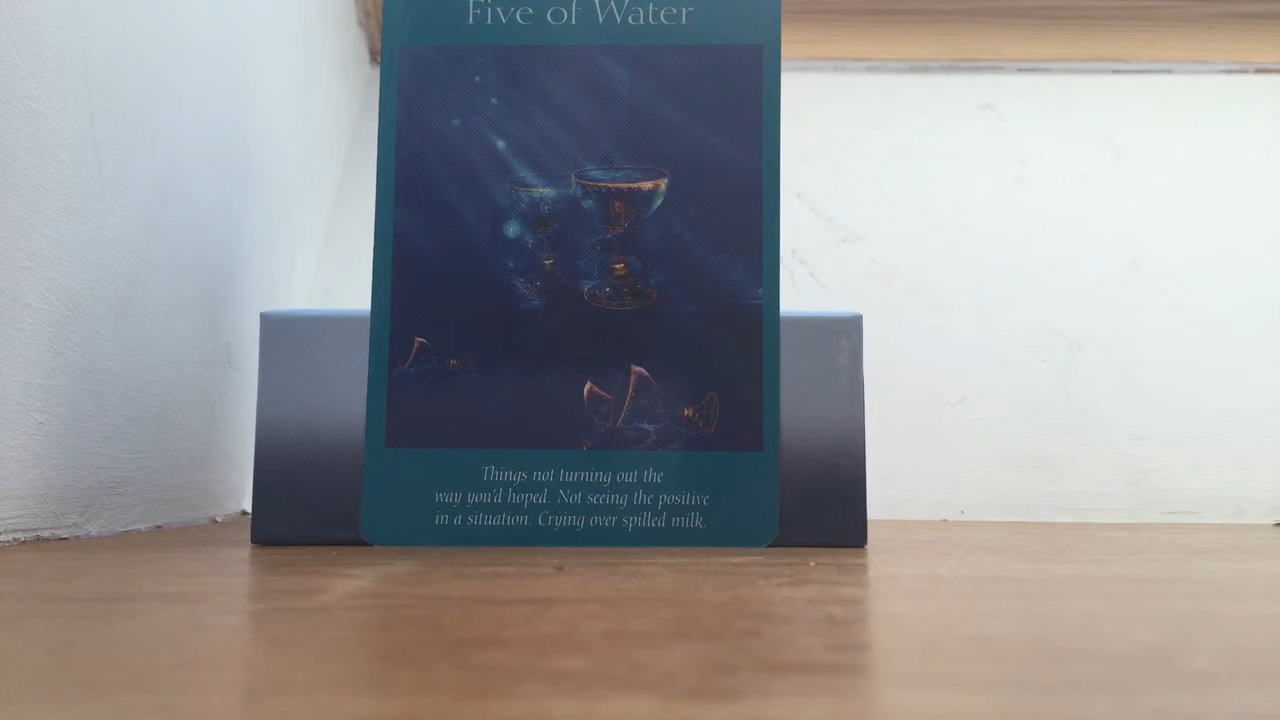 Five of Water
Things not turning out the
way you'd hoped. Not seeing the positive
in a situation. Crying over spilled milk.